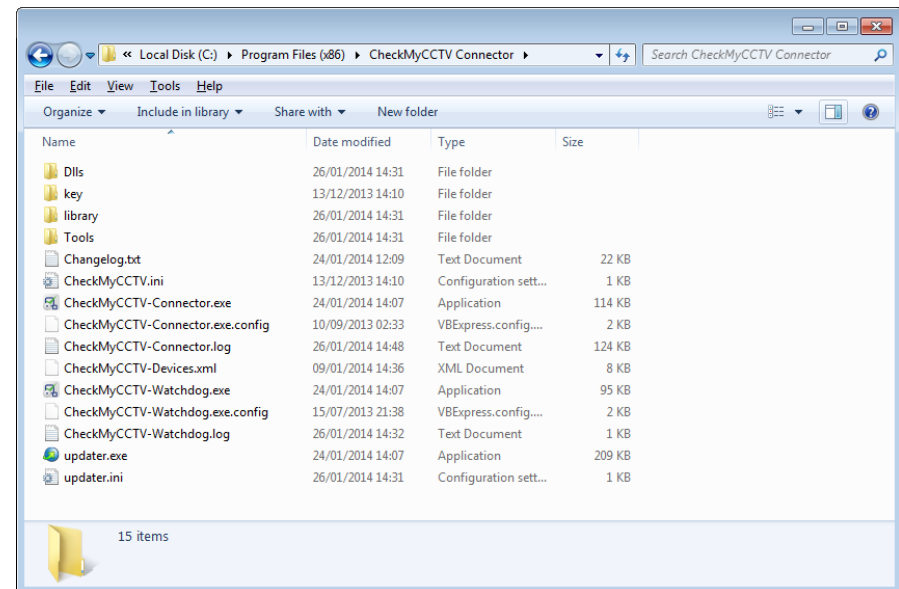 « Local Disk (C:) ▸ Program Files (x86) ▸ CheckMyCCTV Connector ▸ Search CheckMyCCTV Connector
File Edit View Tools Help
Organize Include in library Share with New folder
Name Date modified Type Size
Dlls 26/01/2014 14:31 File folder
key 13/12/2013 14:10 File folder
library 26/01/2014 14:31 File folder
Tools 26/01/2014 14:31 File folder
Changelog.txt 24/01/2014 12:09 Text Document 22 KB
CheckMyCCTV.ini 13/12/2013 14:10 Configuration sett... 1 KB
CheckMyCCTV-Connector.exe 24/01/2014 14:07 Application 114 KB
CheckMyCCTV-Connector.exe.config 10/09/2013 02:33 VBExpress.config.... 2 KB
CheckMyCCTV-Connector.log 26/01/2014 14:48 Text Document 124 KB
CheckMyCCTV-Devices.xml 09/01/2014 14:36 XML Document 8 KB
CheckMyCCTV-Watchdog.exe 24/01/2014 14:07 Application 95 KB
CheckMyCCTV-Watchdog.exe.config 15/07/2013 21:38 VBExpress.config.... 2 KB
CheckMyCCTV-Watchdog.log 26/01/2014 14:32 Text Document 1 KB
updater.exe 24/01/2014 14:07 Application 209 KB
updater.ini 26/01/2014 14:31 Configuration sett... 1 KB
15 items